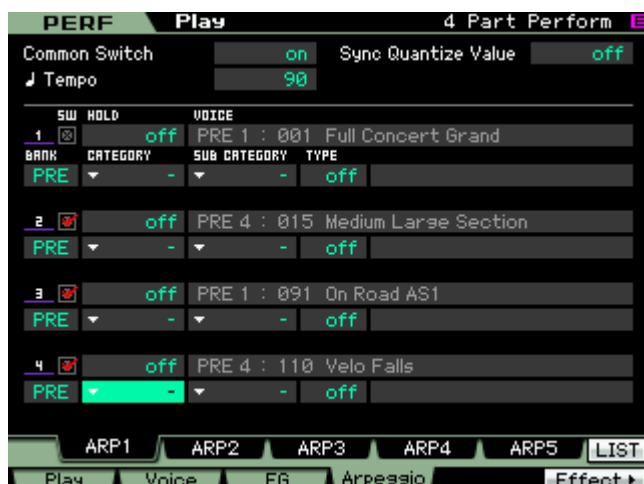 PERF Play 4 Part Perform E
Common Switch on Sync Quantize Value off
♩ Tempo 90
SW HOLD VOICE
1 off PRE 1 : 001 Full Concert Grand
BANK CATEGORY SUB CATEGORY TYPE
PRE - - off
2 off PRE 4 : 015 Medium Large Section
PRE - - off
3 off PRE 1 : 091 On Road AS1
PRE - - off
4 off PRE 4 : 110 Velo Falls
PRE - - off
ARP1 ARP2 ARP3 ARP4 ARP5 LIST
Play Voice EG Arpeggio Effect